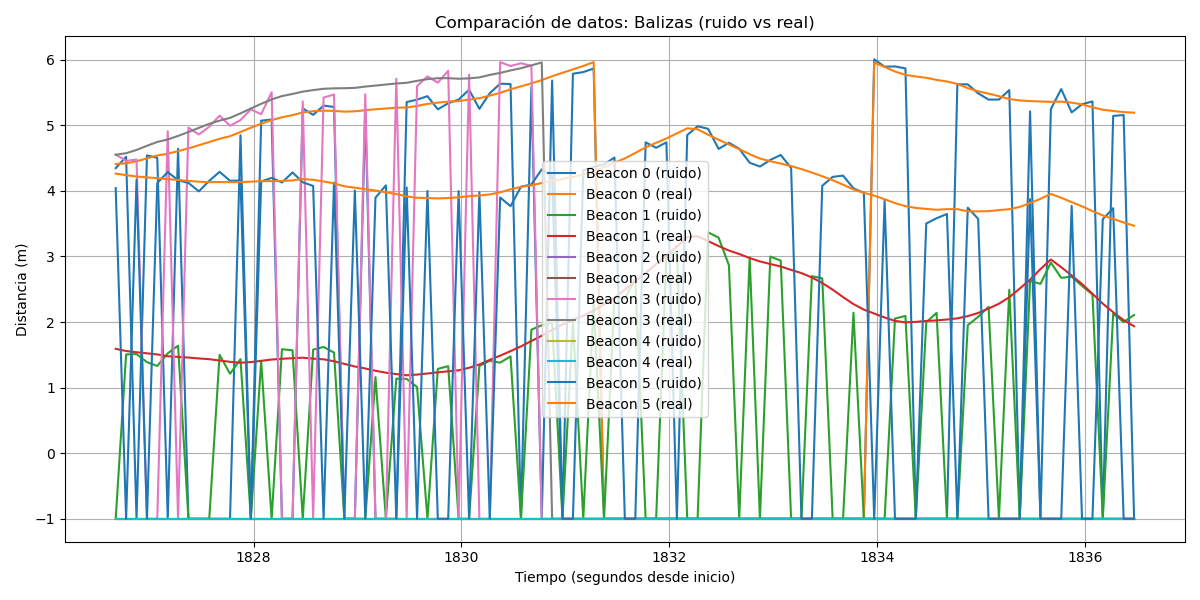 Comparación de datos: Balizas (ruido vs real)
Distancia (m)
6
5
4
3
2
1
0
−1
Beacon 0 (ruido)
Beacon 0 (real)
Beacon 1 (ruido)
Beacon 1 (real)
Beacon 2 (ruido)
Beacon 2 (real)
Beacon 3 (ruido)
Beacon 3 (real)
Beacon 4 (ruido)
Beacon 4 (real)
Beacon 5 (ruido)
Beacon 5 (real)
1828
1830
1832
1834
1836
Tiempo (segundos desde inicio)